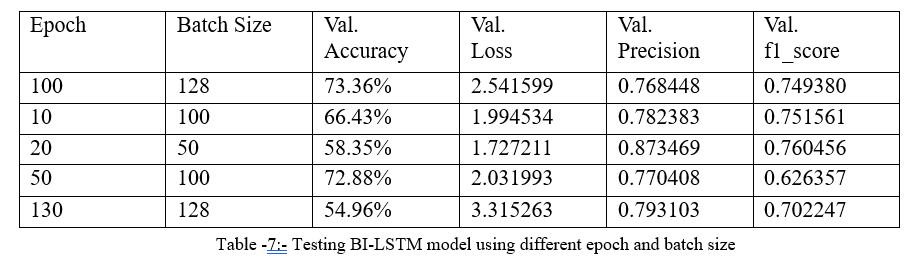 Epoch Batch Size Val. Accuracy Val. Loss Val. Precision Val. f1_score
100 128 73.36% 2.541599 0.768448 0.749380
10 100 66.43% 1.994534 0.782383 0.751561
20 50 58.35% 1.727211 0.873469 0.760456
50 100 72.88% 2.031993 0.770408 0.626357
130 128 54.96% 3.315263 0.793103 0.702247
Table -7:- Testing BI-LSTM model using different epoch and batch size